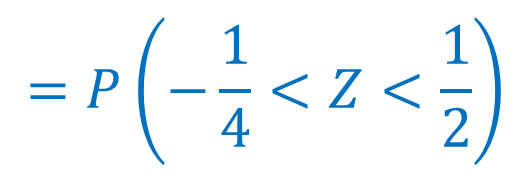 = P(−1/4 < Z < 1/2)